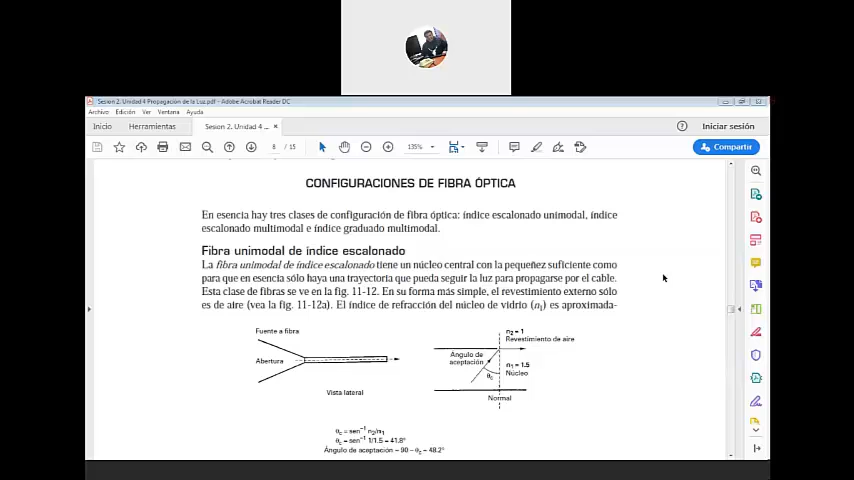 Sesion 2. Unidad 4 Propagación de la Luz.pdf - Adobe Acrobat Reader DC
Archivo Edición Ver Ventana Ayuda
Inicio Herramientas Sesion 2. Unidad 4 ... × Iniciar sesión
8 / 15 135% Compartir
CONFIGURACIONES DE FIBRA ÓPTICA
En esencia hay tres clases de configuración de fibra óptica: índice escalonado unimodal, índice
escalonado multimodal e índice graduado multimodal.
Fibra unimodal de índice escalonado
La fibra unimodal de índice escalonado tiene un núcleo central con la pequeñez suficiente como
para que en esencia sólo haya una trayectoria que pueda seguir la luz para propagarse por el cable.
Esta clase de fibras se ve en la fig. 11-12. En su forma más simple, el revestimiento externo sólo
es de aire (vea la fig. 11-12a). El índice de refracción del núcleo de vidrio (n₁) es aproximada-
Fuente a fibra
Abertura
Vista lateral
n₂ = 1
Revestimiento de aire
Ángulo de
aceptación
n₁ = 1.5
Núcleo
θc
Normal
θc = sen⁻¹ n₂/n₁
θc = sen⁻¹ 1/1.5 = 41.8°
Ángulo de aceptación = 90 − θc = 48.2°